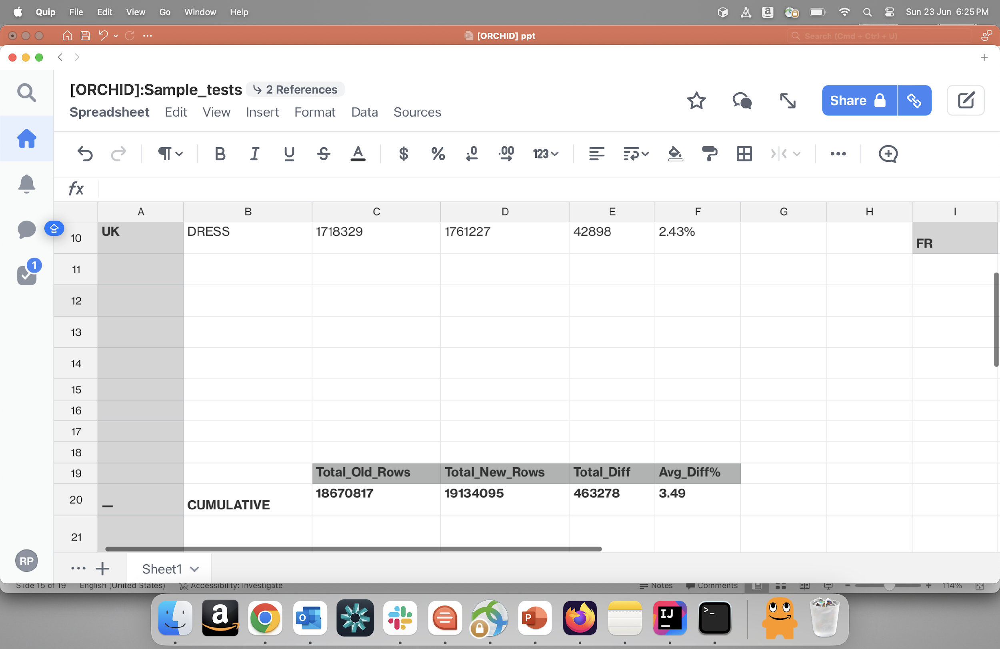 Quip File Edit View Go Window Help
Sun 23 Jun 6:25 PM
[ORCHID] ppt
Search (Cmd + Ctrl + U)
[ORCHID]:Sample_tests
2 References
Spreadsheet Edit View Insert Format Data Sources
Share
B I U S A $ % .0 .00 123
fx
A B C D E F G H I
10 UK DRESS 1718329 1761227 42898 2.43% FR
11
12
13
14
15
16
17
18
19 Total_Old_Rows Total_New_Rows Total_Diff Avg_Diff%
20 — CUMULATIVE 18670817 19134095 463278 3.49
21
1
RP
Sheet1
Slide 15 of 19 English (United States) Accessibility: Investigate Notes Comments 114%